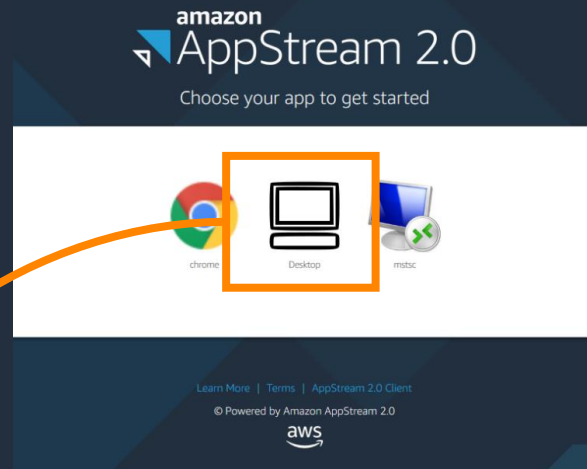 amazon
AppStream 2.0
Choose your app to get started
chrome
Desktop
mstsc
Learn More | Terms | AppStream 2.0 Client
© Powered by Amazon AppStream 2.0
aws